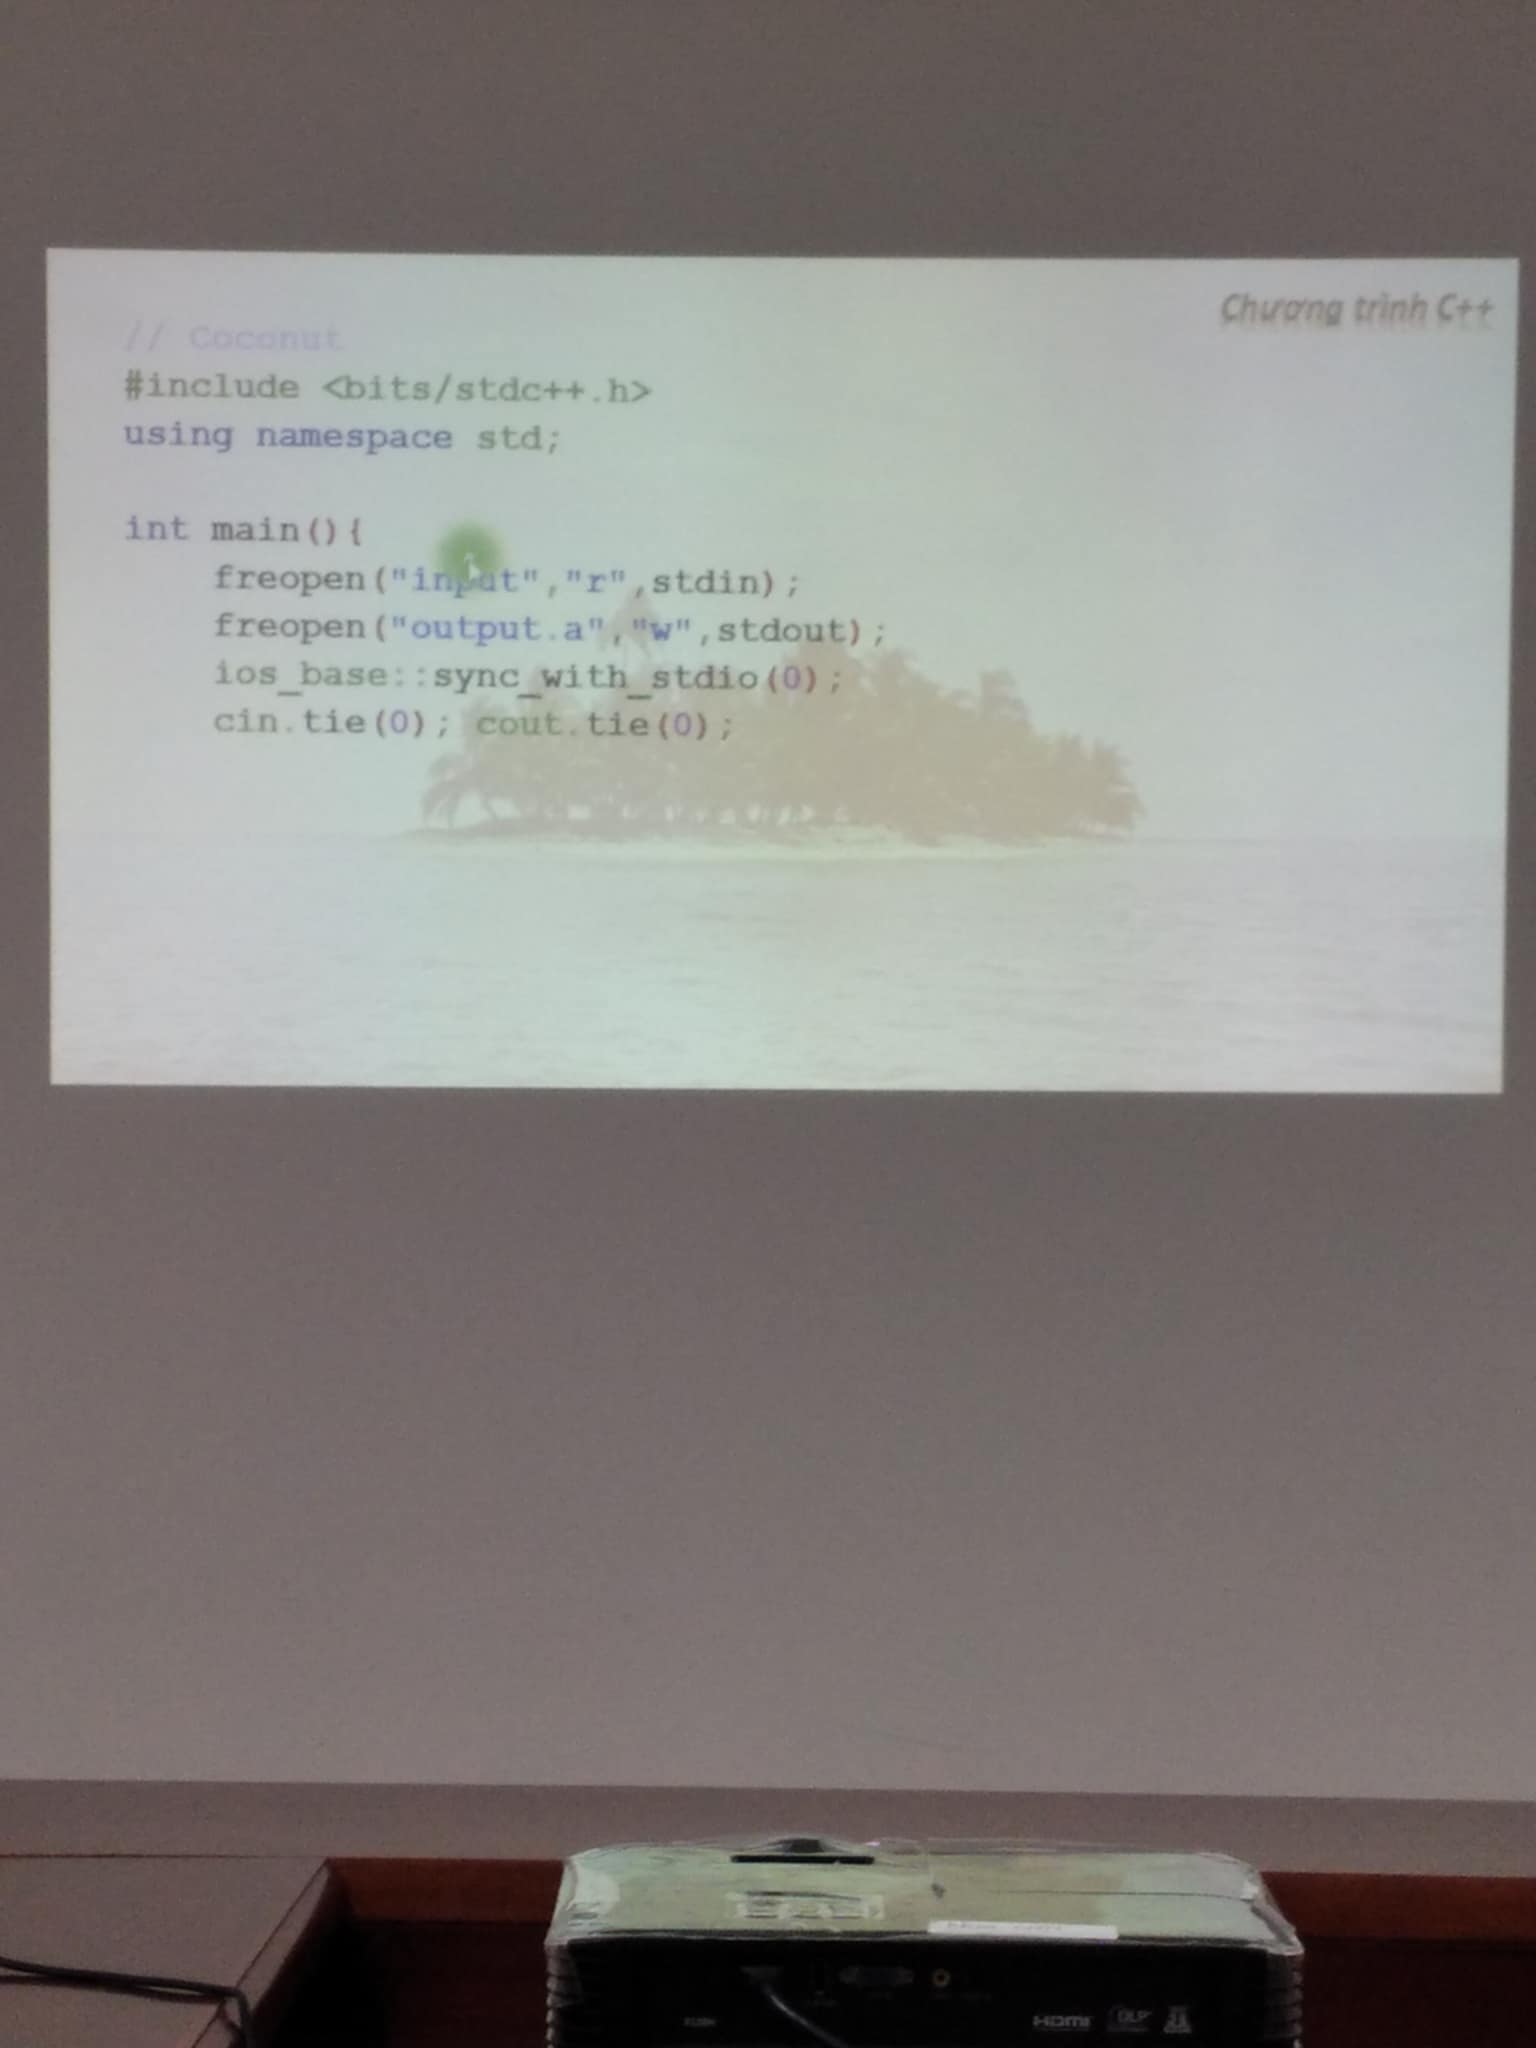 Chương trình C++
// Coconut
#include <bits/stdc++.h>
using namespace std;
int main(){
freopen("input","r",stdin);
freopen("output.a","w",stdout);
ios_base::sync_with_stdio(0);
cin.tie(0); cout.tie(0);
HDMI DLP